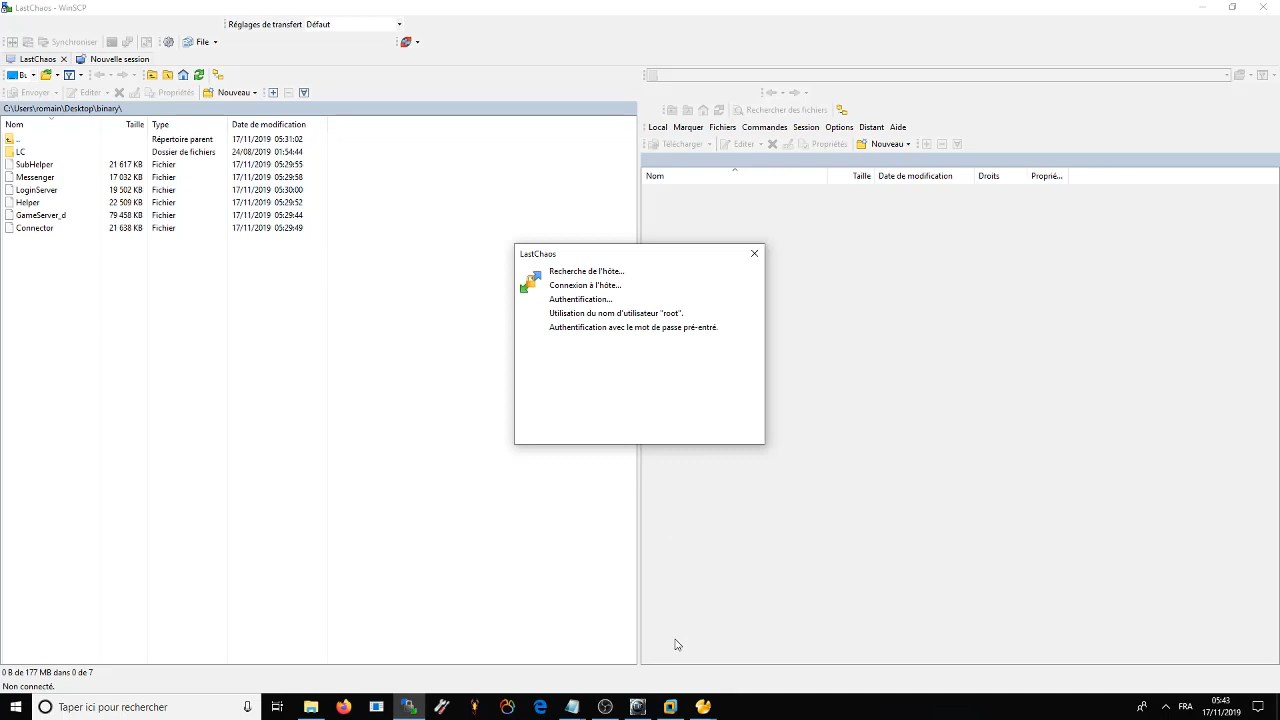 LastChaos - WinSCP
Réglages de transfert Défaut
Synchroniser File
LastChaos Nouvelle session
Envoyer Editer Propriétés Nouveau
C:\Users\romain\Desktop\binary\
Nom Taille Type Date de modification
.. Répertoire parent 17/11/2019 05:31:02
LC Dossier de fichiers 24/08/2019 01:54:44
SubHelper 21 617 KB Fichier 17/11/2019 05:29:55
Messenger 17 032 KB Fichier 17/11/2019 05:29:58
LoginServer 19 502 KB Fichier 17/11/2019 05:30:00
Helper 22 509 KB Fichier 17/11/2019 05:29:52
GameServer_d 79 458 KB Fichier 17/11/2019 05:29:44
Connector 21 638 KB Fichier 17/11/2019 05:29:49
Rechercher des fichiers
Local Marquer Fichiers Commandes Session Options Distant Aide
Télécharger Editer Propriétés Nouveau
Nom Taille Date de modification Droits Proprié...
LastChaos
Recherche de l'hôte...
Connexion à l'hôte...
Authentification...
Utilisation du nom d'utilisateur "root".
Authentification avec le mot de passe pré-entré.
0 B de 177 MB dans 0 de 7
Non connecté.
Taper ici pour rechercher
FRA
05:43
17/11/2019